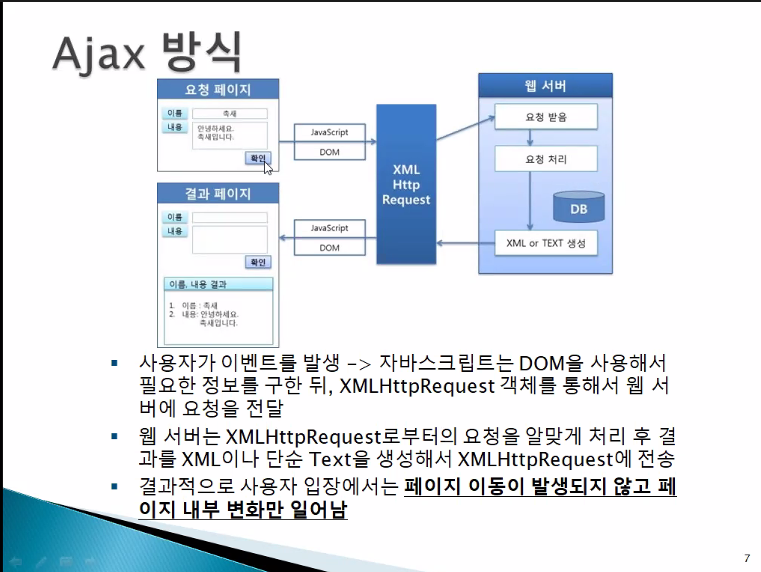 Ajax 방식
요청 페이지
이름
촉새
내용
안녕하세요.
촉새입니다.
확인
JavaScript
DOM
XML
Http
Request
웹 서버
요청 받음
요청 처리
DB
XML or TEXT 생성
결과 페이지
이름
내용
확인
JavaScript
DOM
이름, 내용 결과
1. 이름 : 촉새
2. 내용: 안녕하세요.
촉새입니다.
사용자가 이벤트를 발생 -> 자바스크립트는 DOM을 사용해서
필요한 정보를 구한 뒤, XMLHttpRequest 객체를 통해서 웹 서
버에 요청을 전달
웹 서버는 XMLHttpRequest로부터의 요청을 알맞게 처리 후 결
과를 XML이나 단순 Text을 생성해서 XMLHttpRequest에 전송
결과적으로 사용자 입장에서는 페이지 이동이 발생되지 않고 페
이지 내부 변화만 일어남
7